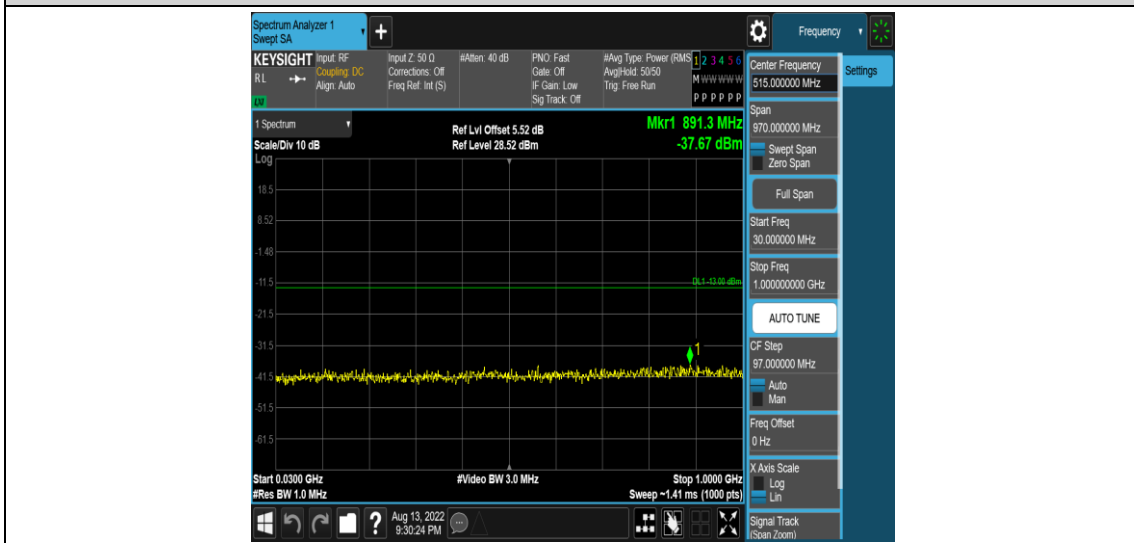 Spectrum Analyzer 1
Swept SA
+
Frequency
KEYSIGHT
RL
Input: RF
Coupling: DC
Align: Auto
Input Z: 50 Ω
Corrections: Off
Freq Ref: Int (S)
#Atten: 40 dB
PNO: Fast
Gate: Off
IF Gain: Low
Sig Track: Off
#Avg Type: Power (RMS
Avg|Hold: 50/50
Trig: Free Run
1 2 3 4 5 6
M W W W W W
P P P P P P
1 Spectrum
Scale/Div 10 dB
Log
Ref Lvl Offset 5.52 dB
Ref Level 28.52 dBm
Mkr1 891.3 MHz
-37.67 dBm
18.5
8.52
-1.48
-11.5
DL1 -13.00 dBm
-21.5
-31.5
1
-41.5
-51.5
-61.5
Start 0.0300 GHz
#Res BW 1.0 MHz
#Video BW 3.0 MHz
Stop 1.0000 GHz
Sweep ~1.41 ms (1000 pts)
?
Aug 13, 2022
9:30:24 PM
Center Frequency
515.000000 MHz
Settings
Span
970.000000 MHz
Swept Span
Zero Span
Full Span
Start Freq
30.000000 MHz
Stop Freq
1.000000000 GHz
AUTO TUNE
CF Step
97.000000 MHz
Auto
Man
Freq Offset
0 Hz
X Axis Scale
Log
Lin
Signal Track
(Span Zoom)